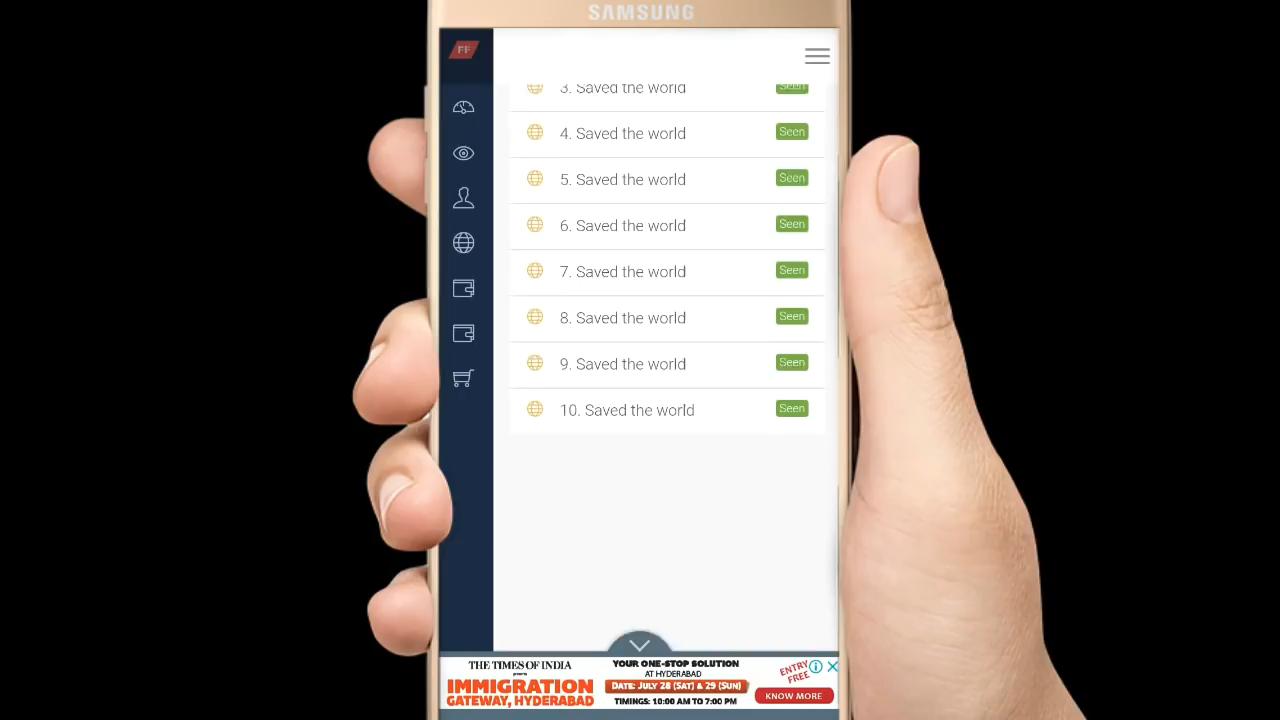 SAMSUNG
FF
3. Saved the world Seen
4. Saved the world Seen
5. Saved the world Seen
6. Saved the world Seen
7. Saved the world Seen
8. Saved the world Seen
9. Saved the world Seen
10. Saved the world Seen
THE TIMES OF INDIA
presents
IMMIGRATION
GATEWAY, HYDERABAD
YOUR ONE-STOP SOLUTION
AT HYDERABAD
DATE: JULY 28 (SAT) & 29 (SUN)
TIMINGS: 10:00 AM TO 7:00 PM
ENTRY
FREE
KNOW MORE